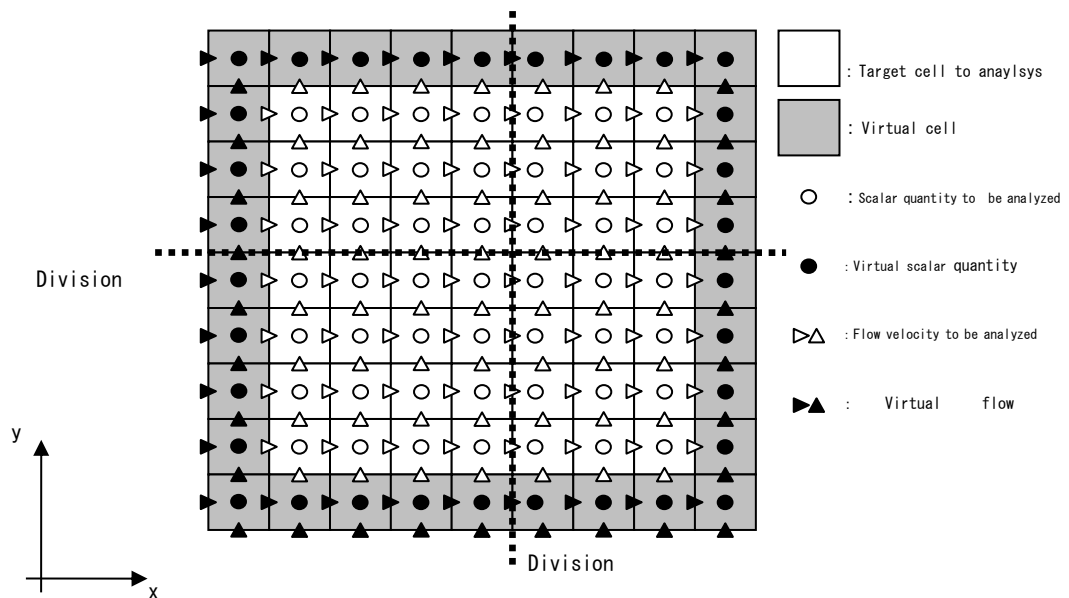 : Target cell to anaylsys
: Virtual cell
: Scalar quantity to be analyzed
: Virtual scalar quantity
Division
: Flow velocity to be analyzed
: Virtual flow
y
Division
x